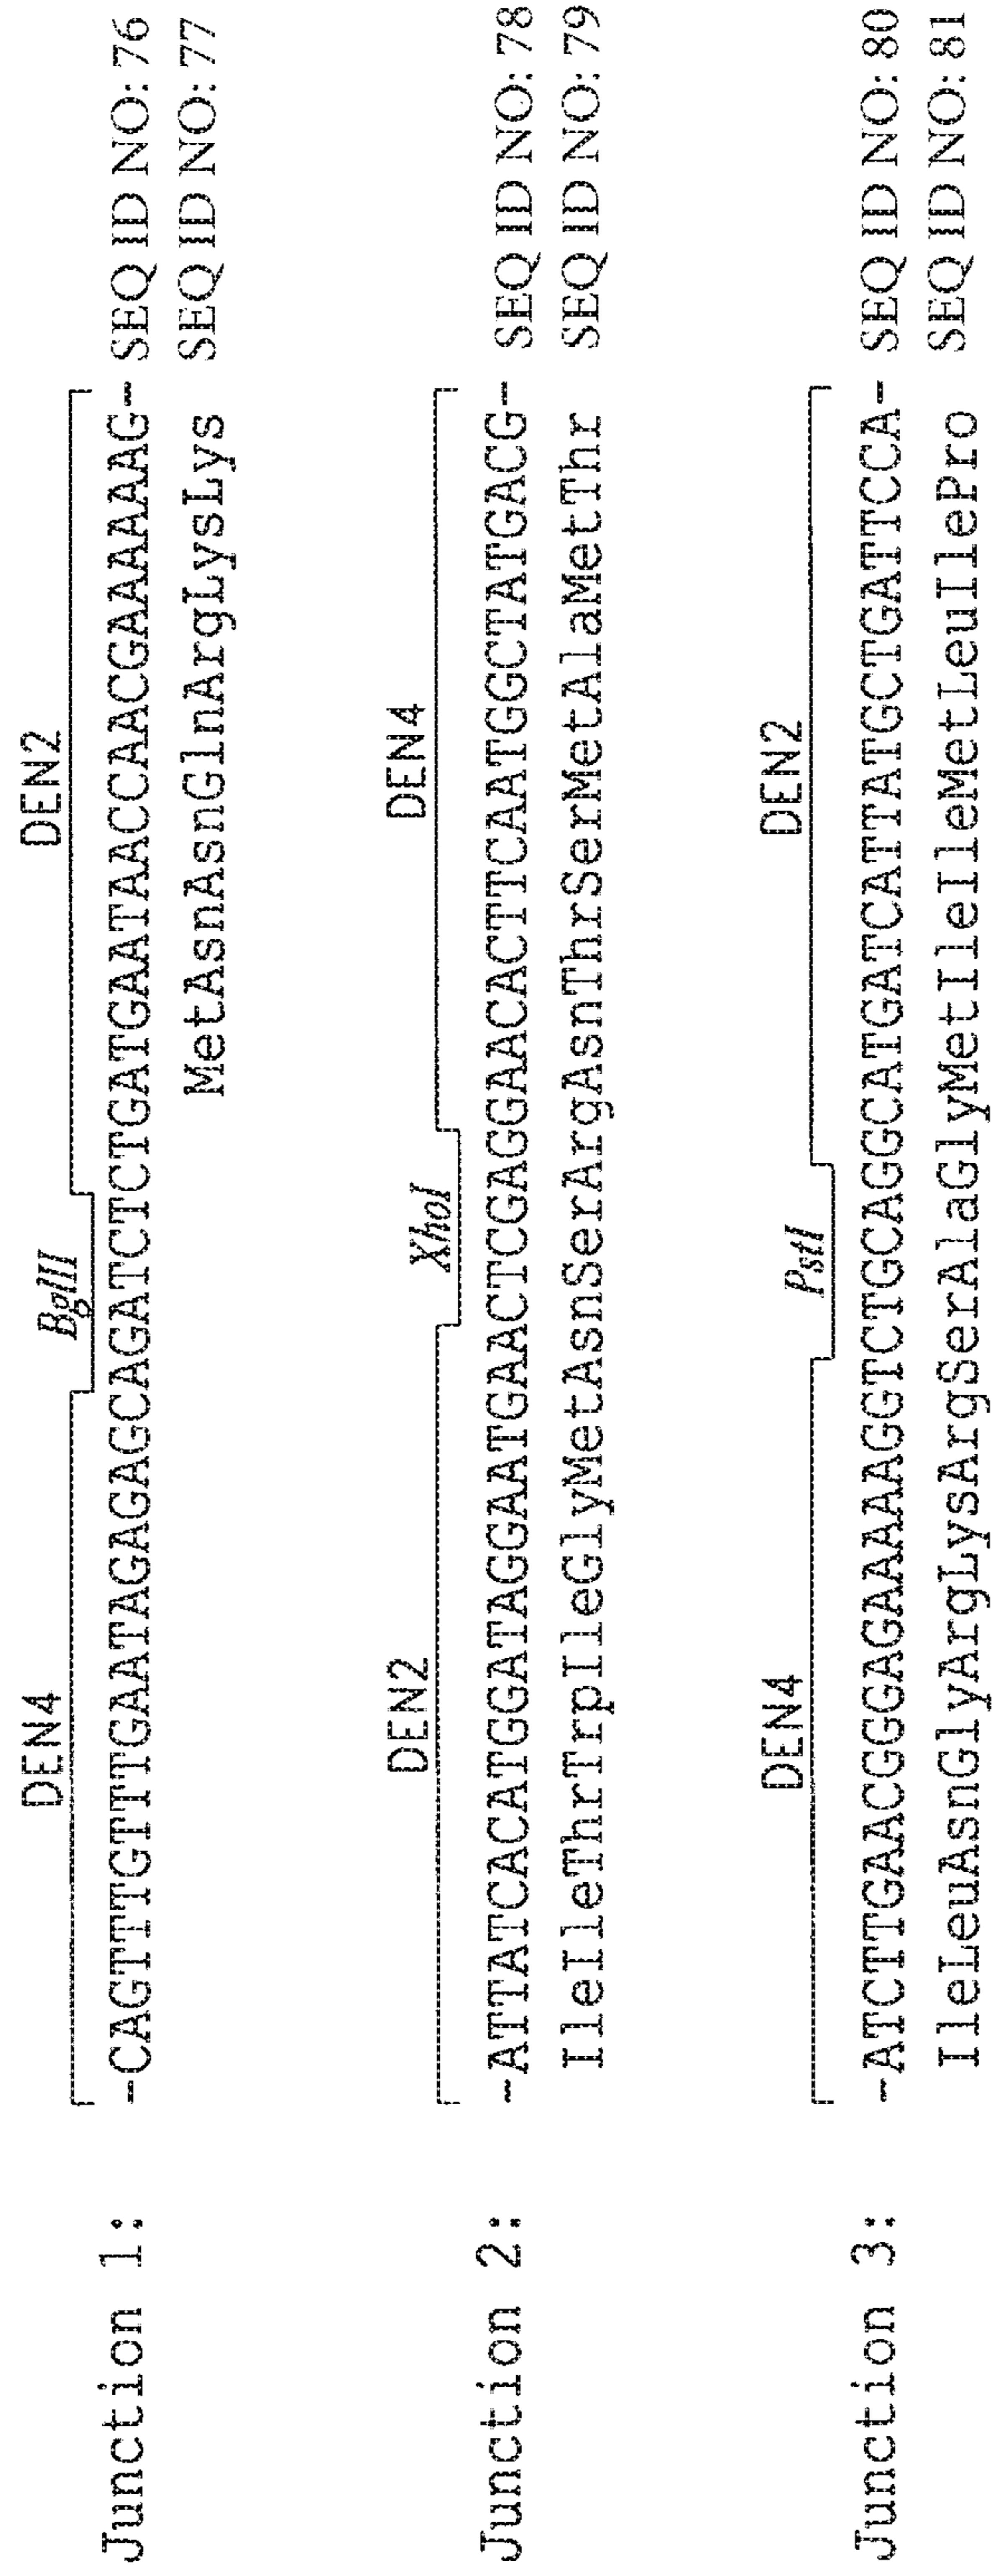 DEN4 BglII DEN2
Junction 1: -CAGTTTGTTTGAATAGAGAGCAGATCTCTGATGAATAACCAACGAAAAAAG- SEQ ID NO: 76
MetAsnAsnGlnArgLysLys SEQ ID NO: 77
DEN2 XhoI DEN4
Junction 2: -ATTATCACATGGATAGGAATGAACTCGAGGAACACTTCAATGGCTATGACG- SEQ ID NO: 78
IleIleThrTrpIleGlyMetAsnSerArgAsnThrSerMetAlaMetThr SEQ ID NO: 79
DEN4 PstI DEN2
Junction 3: -ATCTTGAACGGGAGAAAAAGGTCTGCAGGCATGATCATTATGCTGATTCCA- SEQ ID NO: 80
IleLeuAsnGlyArgLysArgSerAlaGlyMetIleIleMetLeuIlePro SEQ ID NO: 81